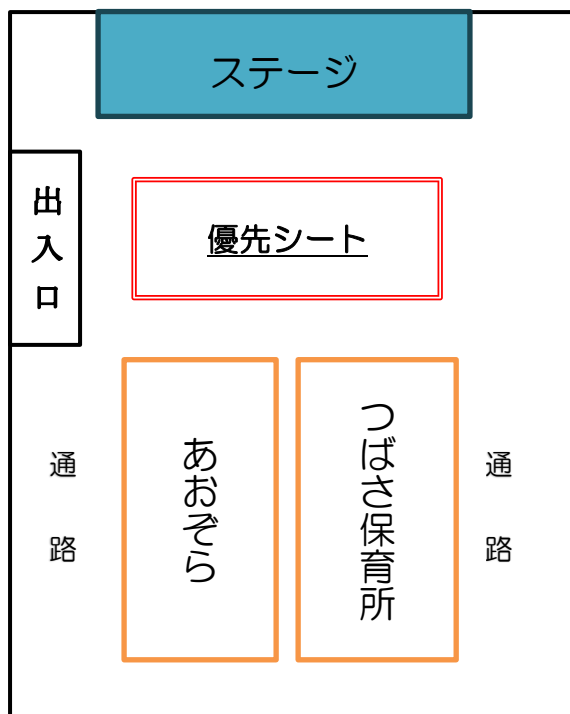 ステージ
出入口
優先シート
通路
あおぞら
つばさ保育所
通路